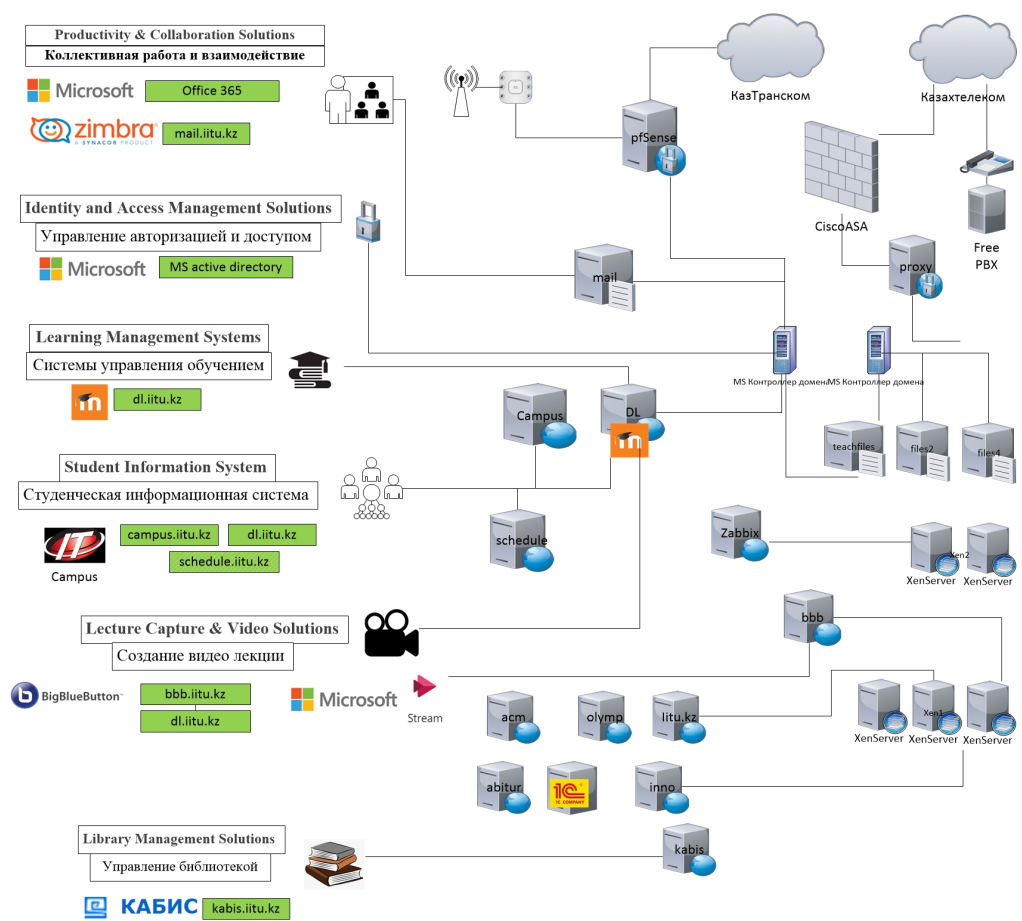 Productivity & Collaboration Solutions
Коллективная работа и взаимодействие
Microsoft
Office 365
zimbra
A SYNACOR PRODUCT
mail.iitu.kz
КазТранском
Казахтелеком
pfSense
CiscoASA
Free
PBX
proxy
mail
Identity and Access Management Solutions
Управление авторизацией и доступом
Microsoft
MS active directory
Learning Management Systems
Системы управления обучением
dl.iitu.kz
MS Контроллер домена
MS Контроллер домена
Campus
DL
teachfiles
files2
files4
Student Information System
Студенческая информационная система
IT
Campus
campus.iitu.kz
dl.iitu.kz
schedule.iitu.kz
schedule
Zabbix
Xen2
XenServer
XenServer
Lecture Capture & Video Solutions
Создание видео лекции
BigBlueButton
bbb.iitu.kz
dl.iitu.kz
Microsoft
Stream
bbb
acm
olymp
Iitu.kz
Xen1
XenServer
XenServer
XenServer
abitur
1C
1C COMPANY
inno
Library Management Solutions
Управление библиотекой
КАБИС
kabis.iitu.kz
kabis